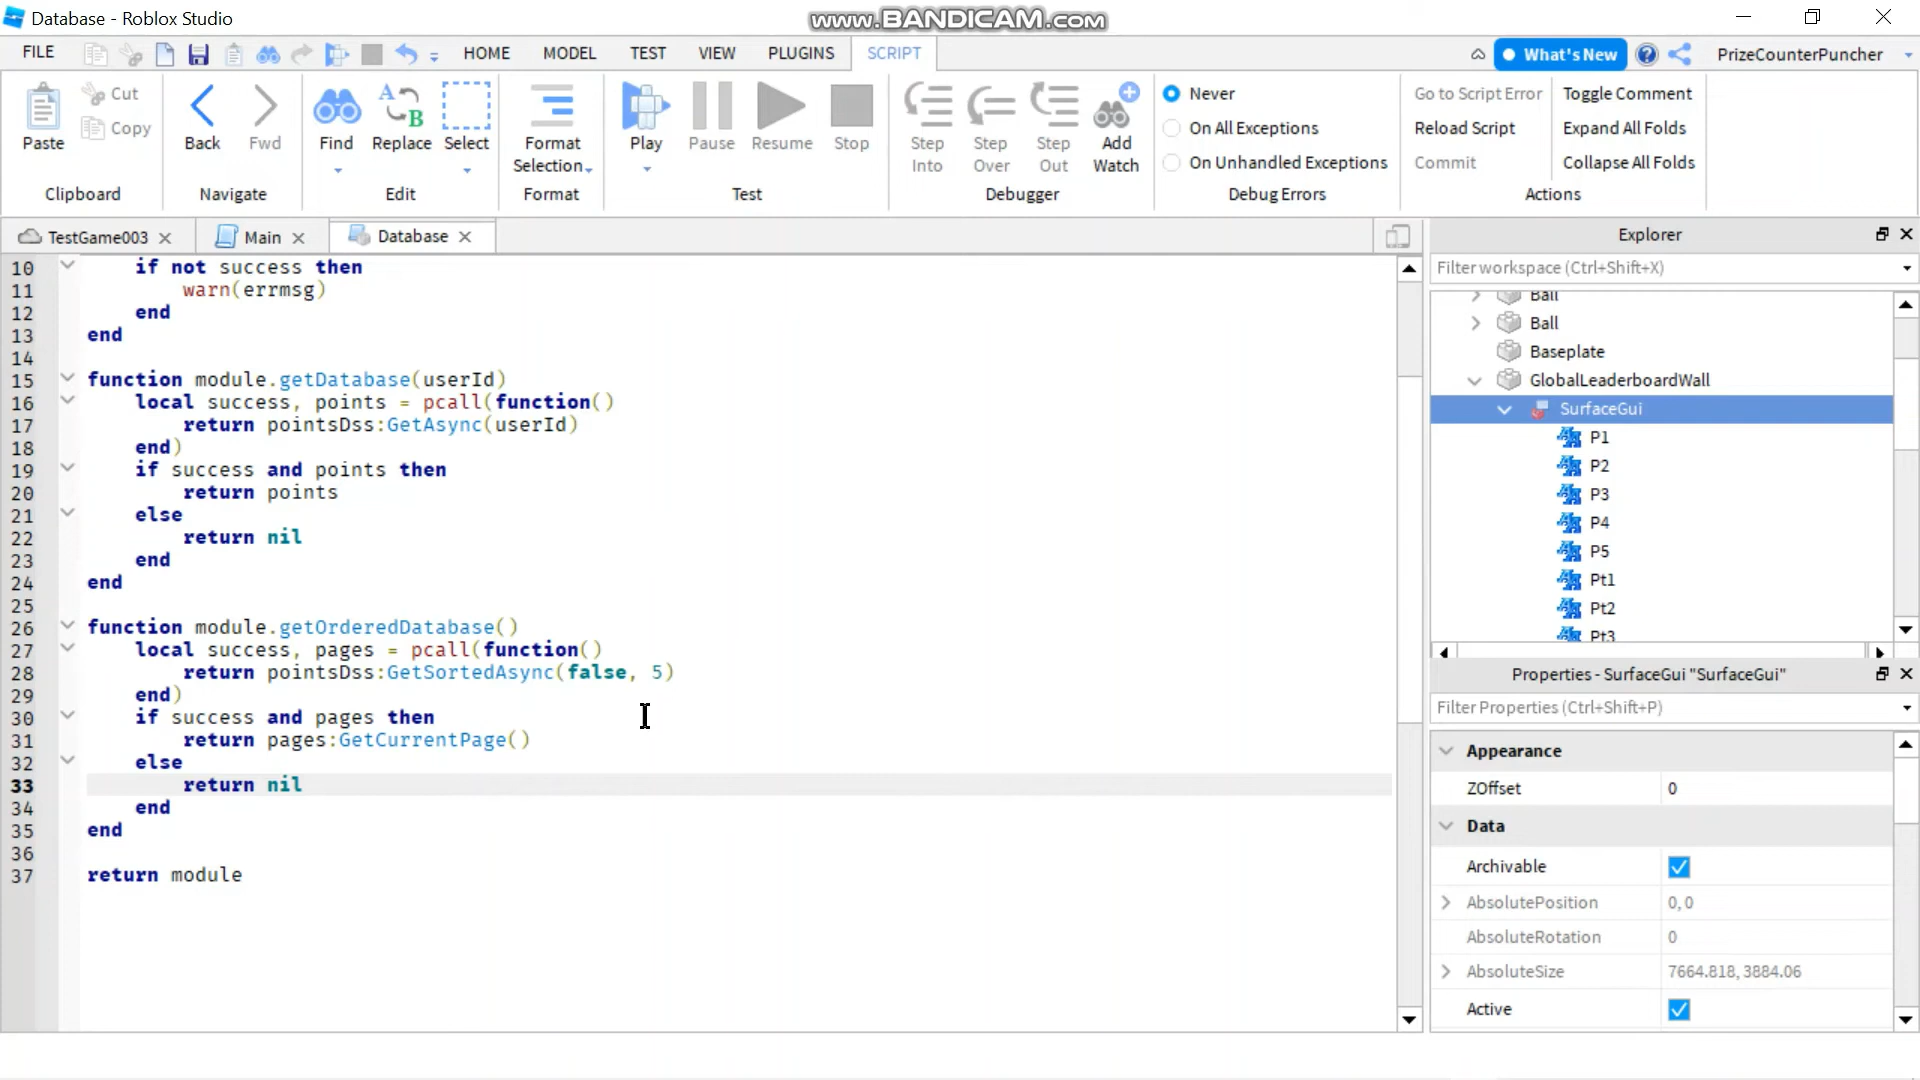 Database - Roblox Studio
www.BANDICAM.com
FILE
HOME
MODEL
TEST
VIEW
PLUGINS
SCRIPT
What's New
PrizeCounterPuncher
Paste
Cut
Copy
Clipboard
Back
Fwd
Navigate
Find
Replace
Select
Edit
Format
Selection
Format
Play
Pause
Resume
Stop
Test
Step
Into
Step
Over
Step
Out
Add
Watch
Debugger
Never
On All Exceptions
On Unhandled Exceptions
Debug Errors
Go to Script Error
Reload Script
Commit
Toggle Comment
Expand All Folds
Collapse All Folds
Actions
TestGame003
Main
Database
10 if not success then
11 warn(errmsg)
12 end
13 end
14
15 function module.getDatabase(userId)
16 local success, points = pcall(function()
17 return pointsDss:GetAsync(userId)
18 end)
19 if success and points then
20 return points
21 else
22 return nil
23 end
24 end
25
26 function module.getOrderedDatabase()
27 local success, pages = pcall(function()
28 return pointsDss:GetSortedAsync(false, 5)
29 end)
30 if success and pages then
31 return pages:GetCurrentPage()
32 else
33 return nil
34 end
35 end
36
37 return module
Explorer
Filter workspace (Ctrl+Shift+X)
Ball
Ball
Baseplate
GlobalLeaderboardWall
SurfaceGui
P1
P2
P3
P4
P5
Pt1
Pt2
Pt3
Properties - SurfaceGui "SurfaceGui"
Filter Properties (Ctrl+Shift+P)
Appearance
ZOffset 0
Data
Archivable
AbsolutePosition 0, 0
AbsoluteRotation 0
AbsoluteSize 7664.818, 3884.06
Active